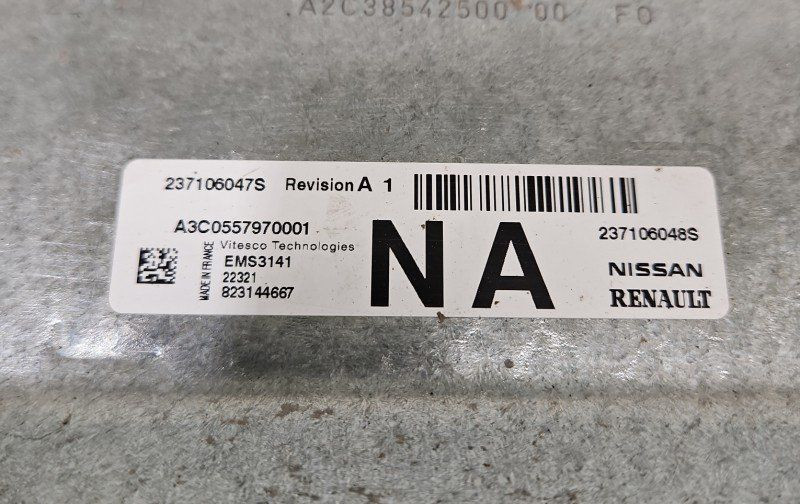 A2C38542500 00 F0
237106047S Revision A 1
A3C0557970001
237106048S
Vitesco Technologies
MADE IN FRANCE
EMS3141
22321
823144667
NA
NISSAN
RENAULT